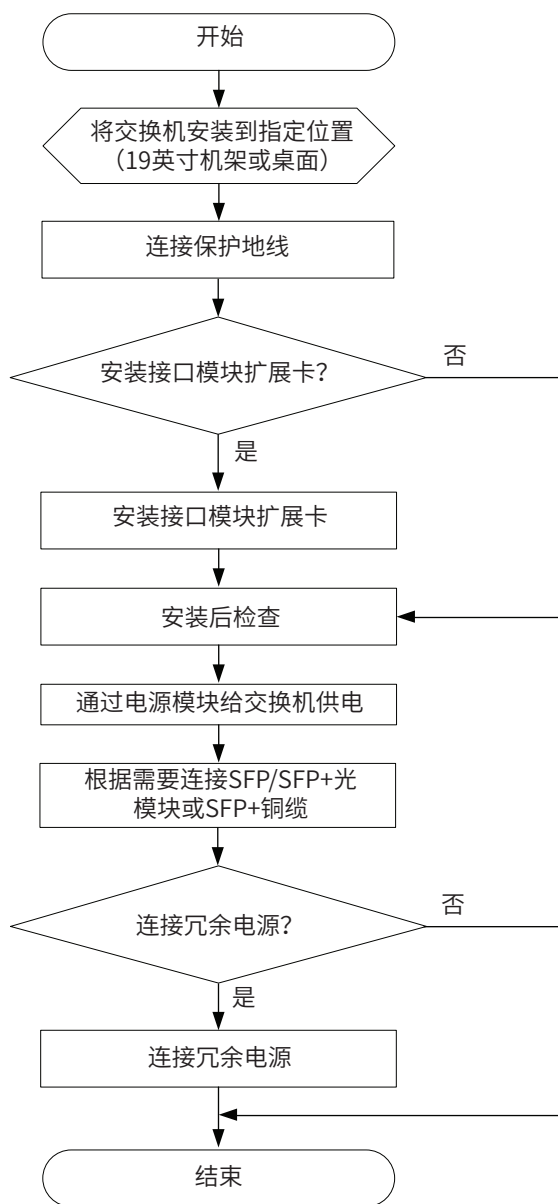 开始
将交换机安装到指定位置
（19英寸机架或桌面）
连接保护地线
安装接口模块扩展卡？
否
是
安装接口模块扩展卡
安装后检查
通过电源模块给交换机供电
根据需要连接SFP/SFP+光
模块或SFP+铜缆
连接冗余电源？
否
是
连接冗余电源
结束